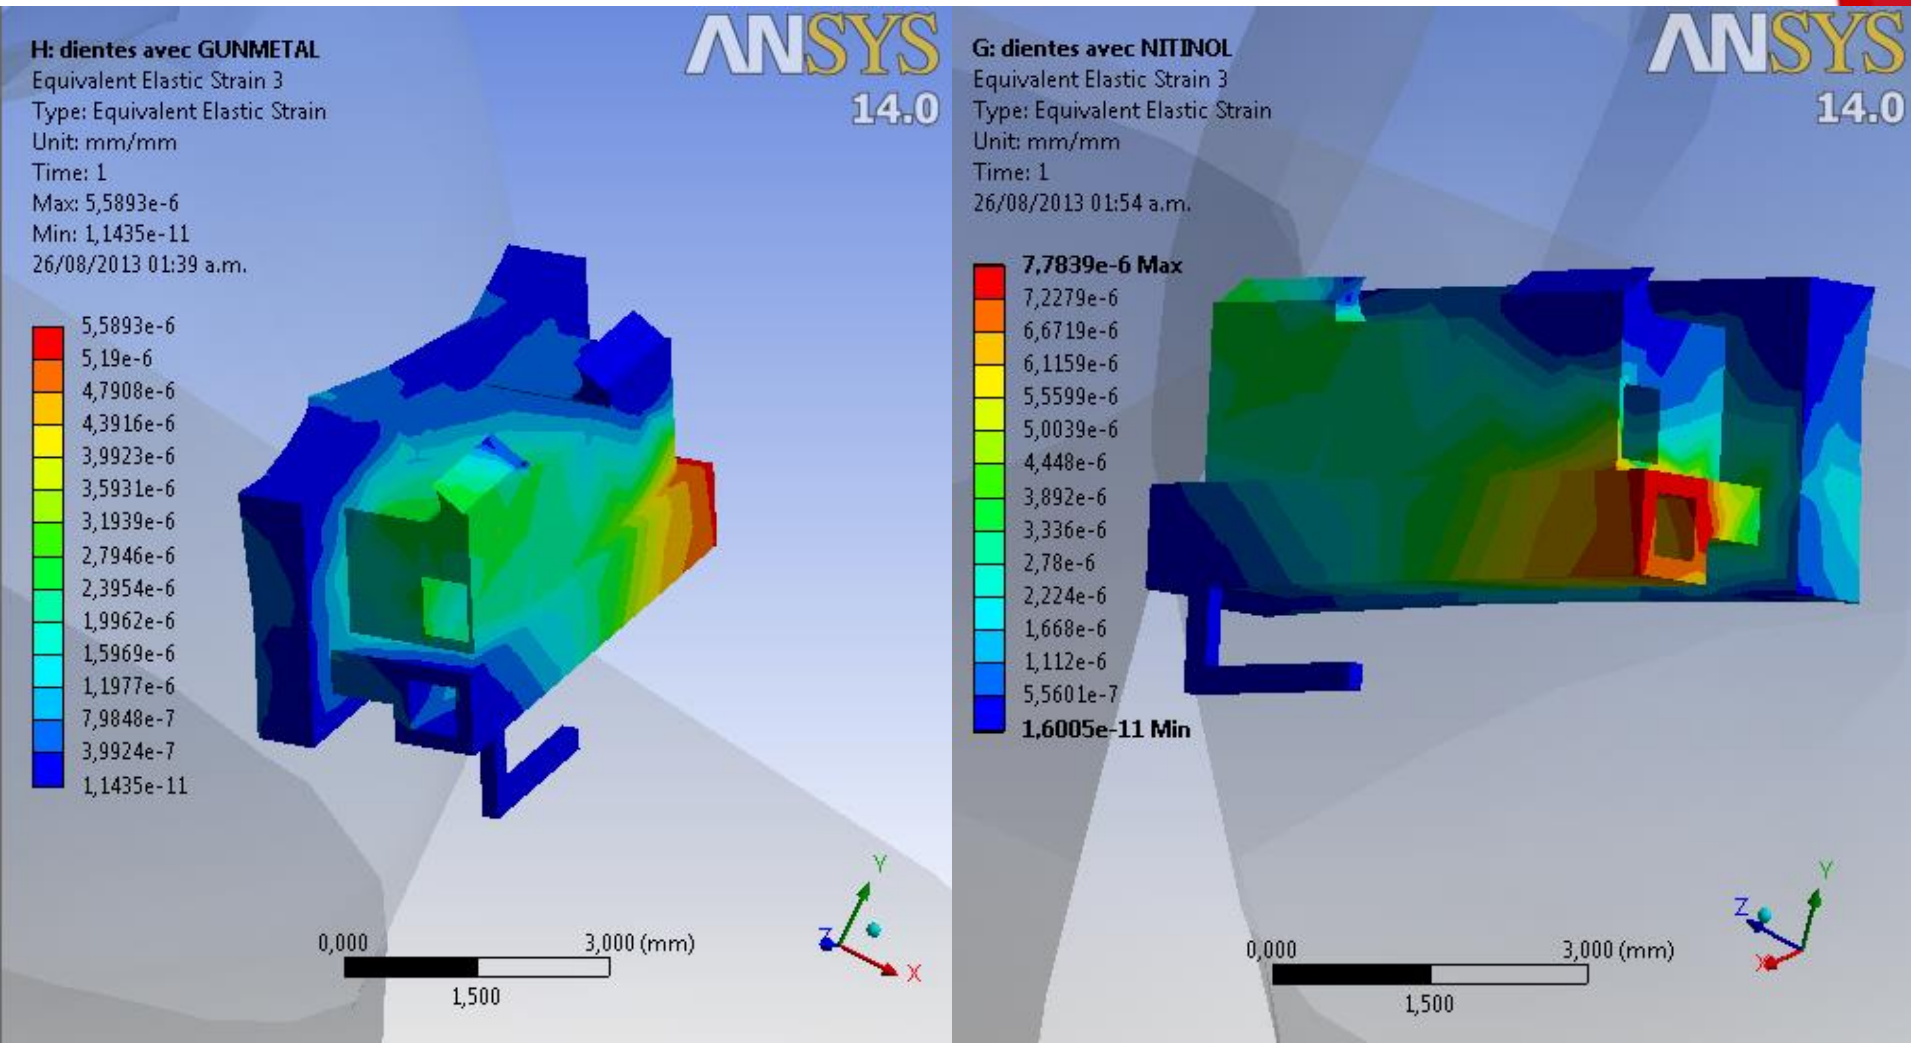 H: dientes avec GUNMETAL
Equivalent Elastic Strain 3
Type: Equivalent Elastic Strain
Unit: mm/mm
Time: 1
Max: 5,5893e-6
Min: 1,1435e-11
26/08/2013 01:39 a.m.
ANSYS
14.0
5,5893e-6
5,19e-6
4,7908e-6
4,3916e-6
3,9923e-6
3,5931e-6
3,1939e-6
2,7946e-6
2,3954e-6
1,9962e-6
1,5969e-6
1,1977e-6
7,9848e-7
3,9924e-7
1,1435e-11
0,000
3,000 (mm)
1,500
Y
Z
X
G: dientes avec NITINOL
Equivalent Elastic Strain 3
Type: Equivalent Elastic Strain
Unit: mm/mm
Time: 1
26/08/2013 01:54 a.m.
ANSYS
14.0
7,7839e-6 Max
7,2279e-6
6,6719e-6
6,1159e-6
5,5599e-6
5,0039e-6
4,448e-6
3,892e-6
3,336e-6
2,78e-6
2,224e-6
1,668e-6
1,112e-6
5,5601e-7
1,6005e-11 Min
0,000
3,000 (mm)
1,500
Y
Z
X